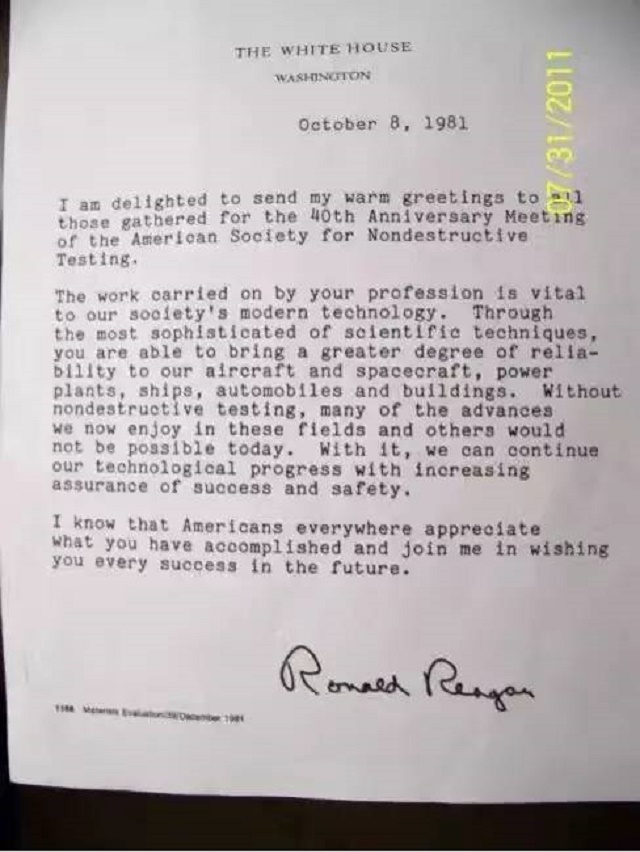 THE WHITE HOUSE
WASHINGTON
October 8, 1981
07/31/2011
I am delighted to send my warm greetings to all
those gathered for the 40th Anniversary Meeting
of the American Society for Nondestructive
Testing.
The work carried on by your profession is vital
to our society's modern technology. Through
the most sophisticated of scientific techniques,
you are able to bring a greater degree of relia-
bility to our aircraft and spacecraft, power
plants, ships, automobiles and buildings. Without
nondestructive testing, many of the advances
we now enjoy in these fields and others would
not be possible today. With it, we can continue
our technological progress with increasing
assurance of success and safety.
I know that Americans everywhere appreciate
what you have accomplished and join me in wishing
you every success in the future.
Ronald Reagan
Materials Evaluation/39/December 1981